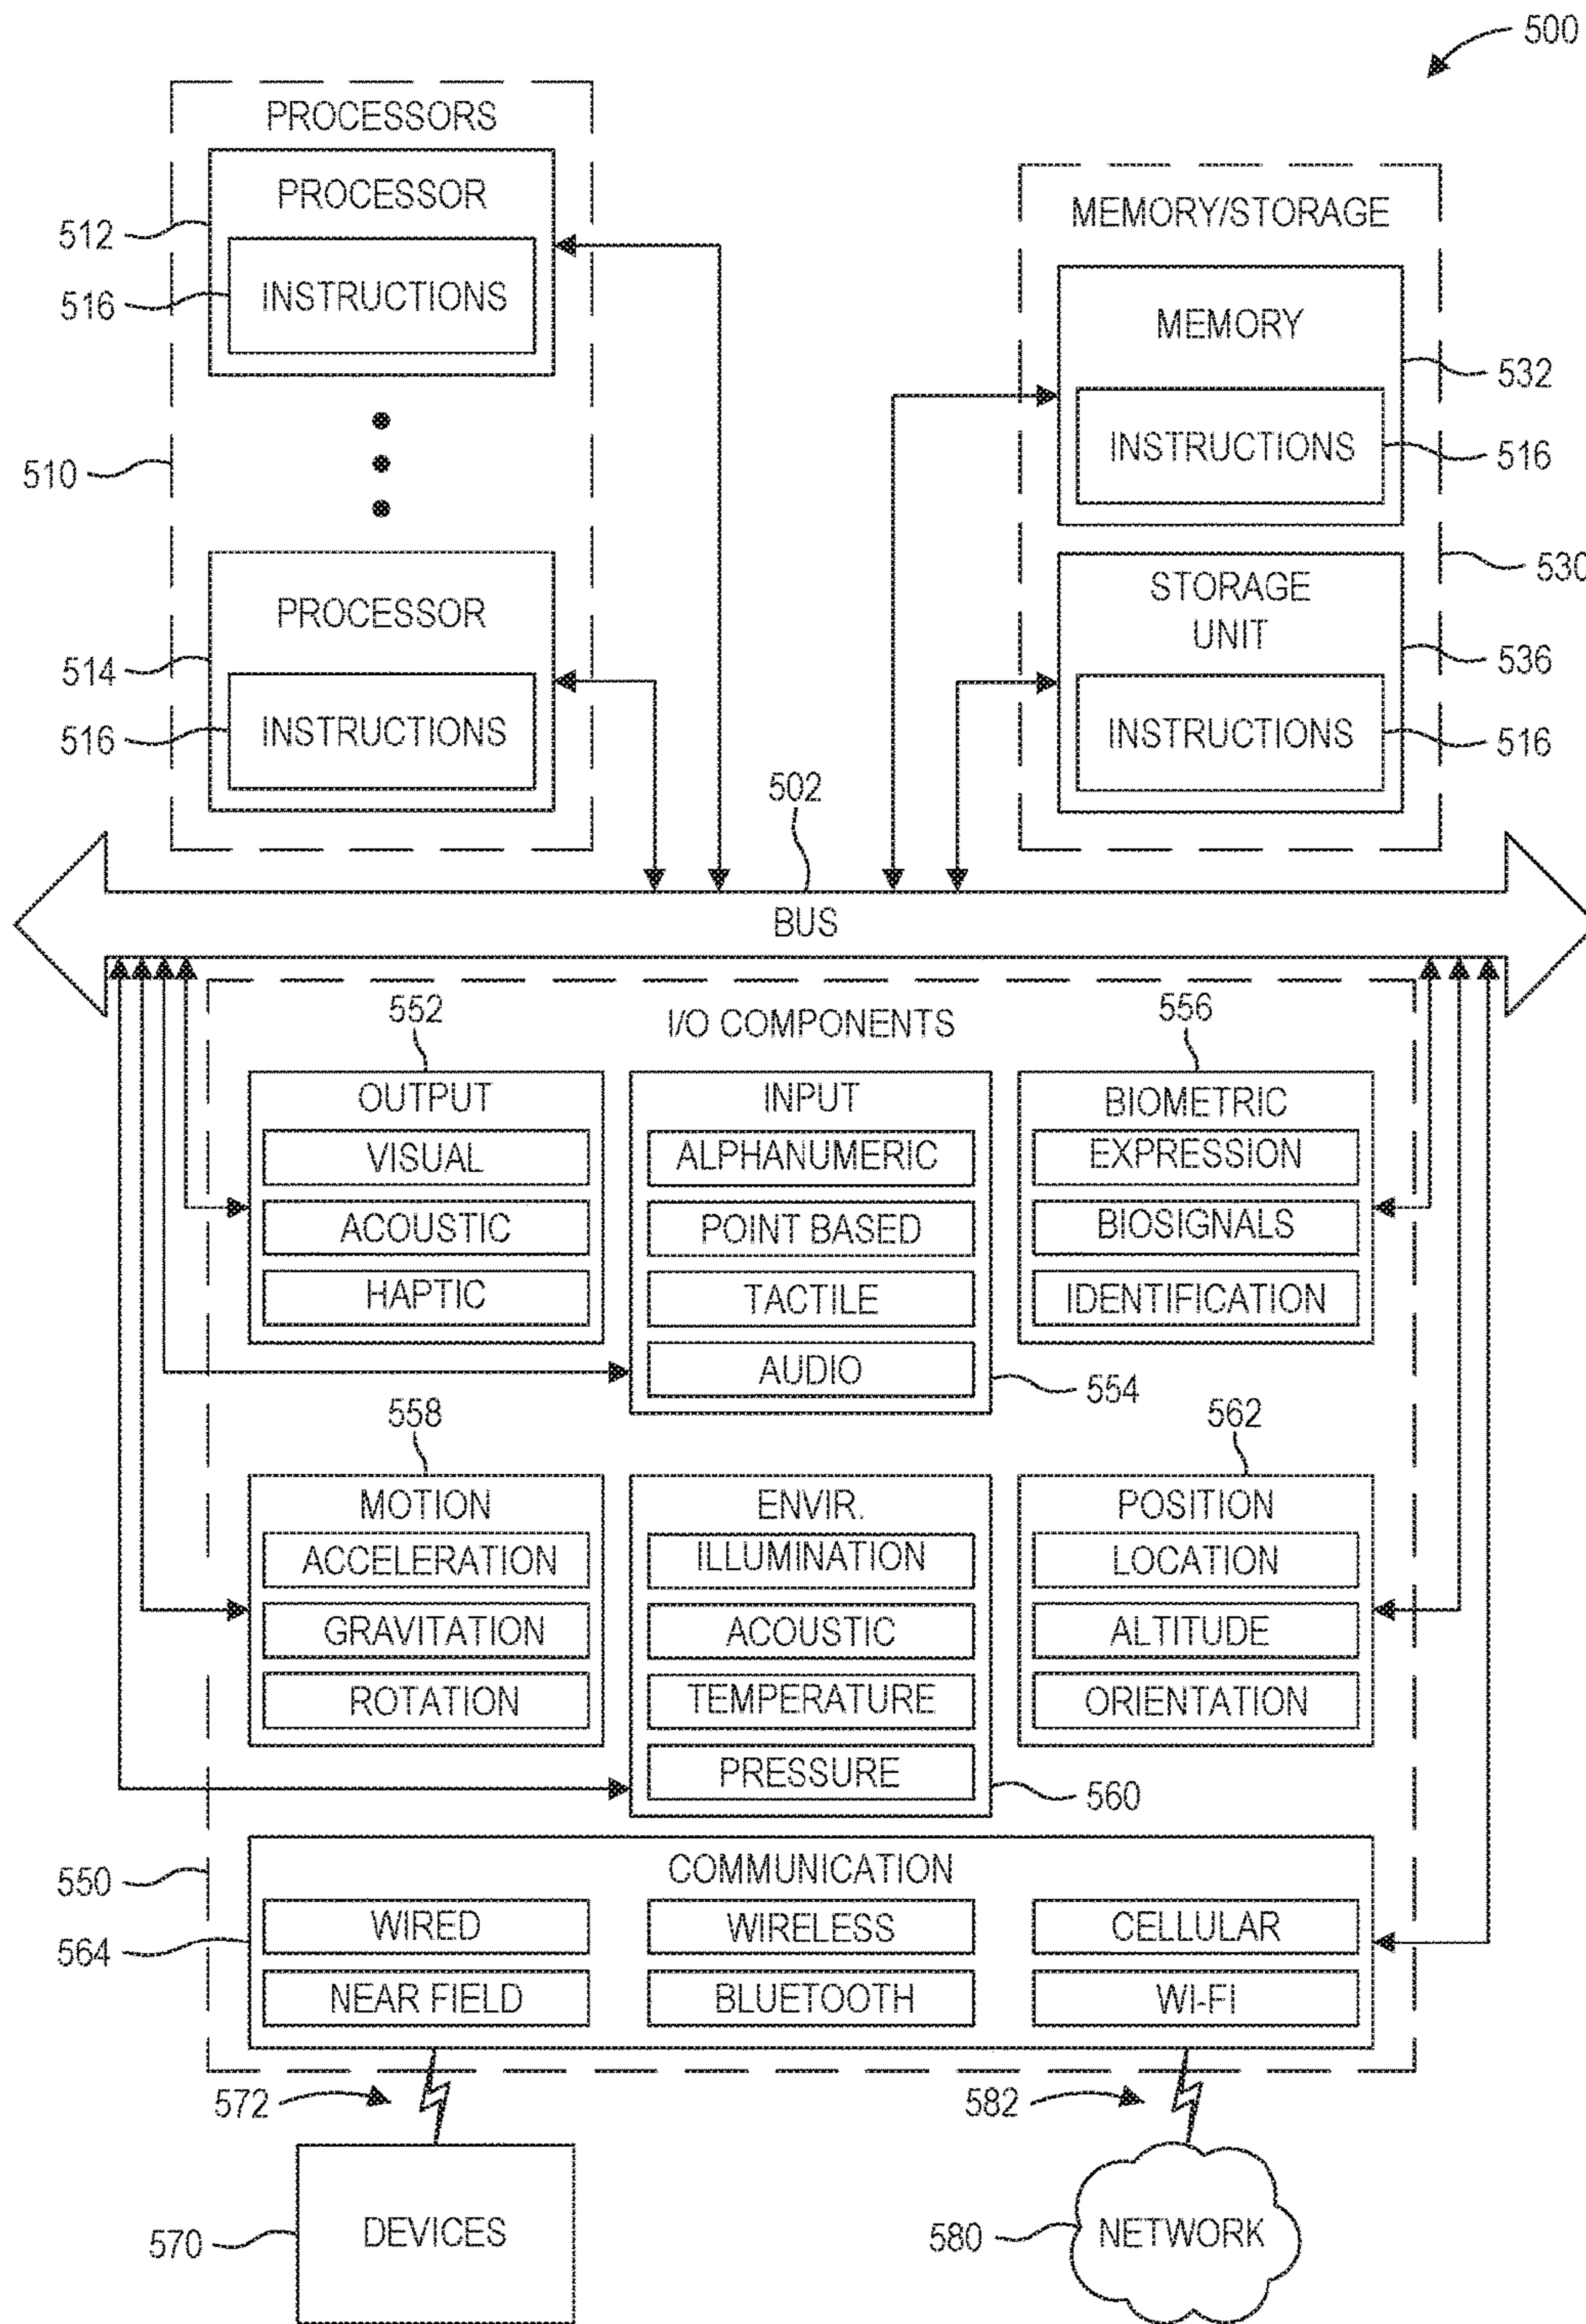 500
PROCESSORS
PROCESSOR
512
INSTRUCTIONS
516
510
PROCESSOR
514
INSTRUCTIONS
516
MEMORY/STORAGE
MEMORY
532
INSTRUCTIONS
516
530
STORAGE
UNIT
536
INSTRUCTIONS
516
502
BUS
I/O COMPONENTS
552
OUTPUT
VISUAL
ACOUSTIC
HAPTIC
INPUT
ALPHANUMERIC
POINT BASED
TACTILE
AUDIO
554
556
BIOMETRIC
EXPRESSION
BIOSIGNALS
IDENTIFICATION
558
MOTION
ACCELERATION
GRAVITATION
ROTATION
ENVIR.
ILLUMINATION
ACOUSTIC
TEMPERATURE
PRESSURE
560
562
POSITION
LOCATION
ALTITUDE
ORIENTATION
550
564
COMMUNICATION
WIRED
WIRELESS
CELLULAR
NEAR FIELD
BLUETOOTH
WI-FI
572
582
570
DEVICES
580
NETWORK